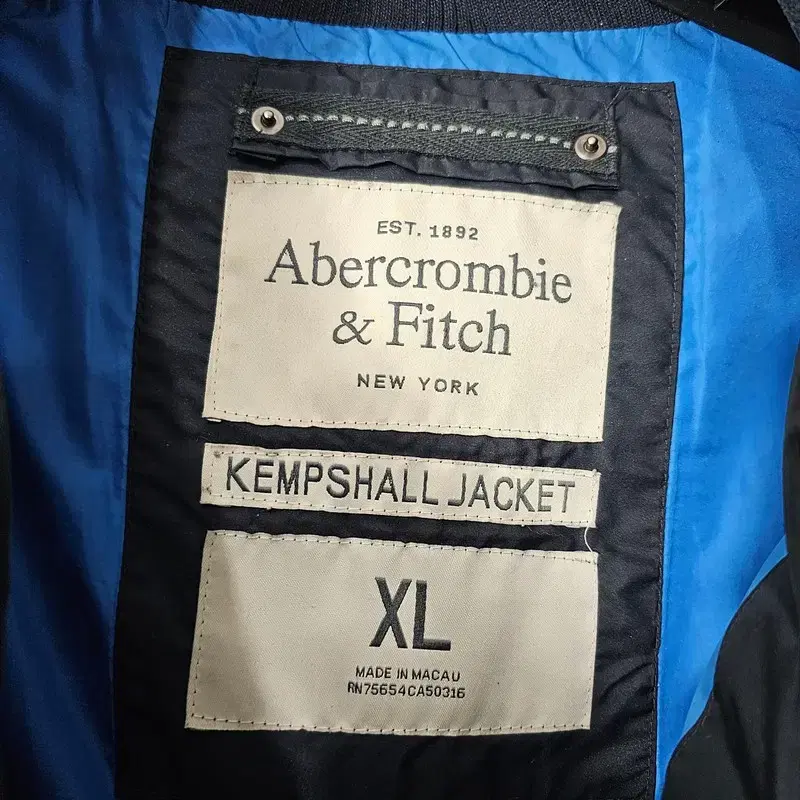 EST. 1892
Abercrombie
& Fitch
NEW YORK
KEMPSHALL JACKET
XL
MADE IN MACAU
RN75654CA50316